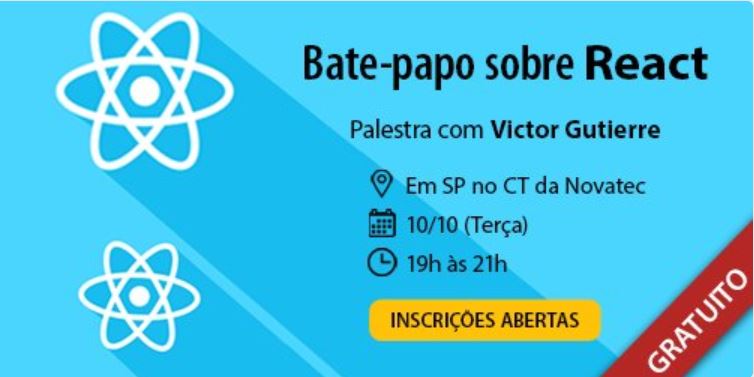 Bate-papo sobre React
Palestra com Victor Gutierre
Em SP no CT da Novatec
10/10 (Terça)
19h às 21h
INSCRIÇÕES ABERTAS
GRATUITO